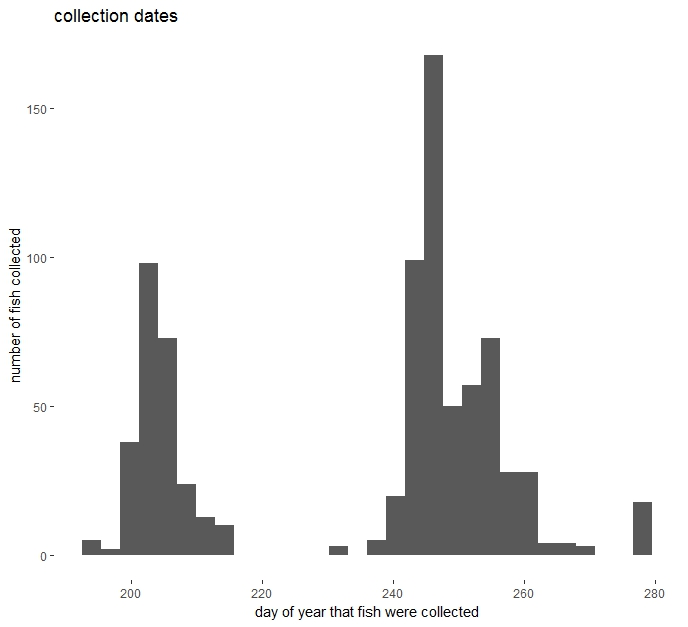 collection dates
number of fish collected
150
100
50
0
200 220 240 260 280
day of year that fish were collected